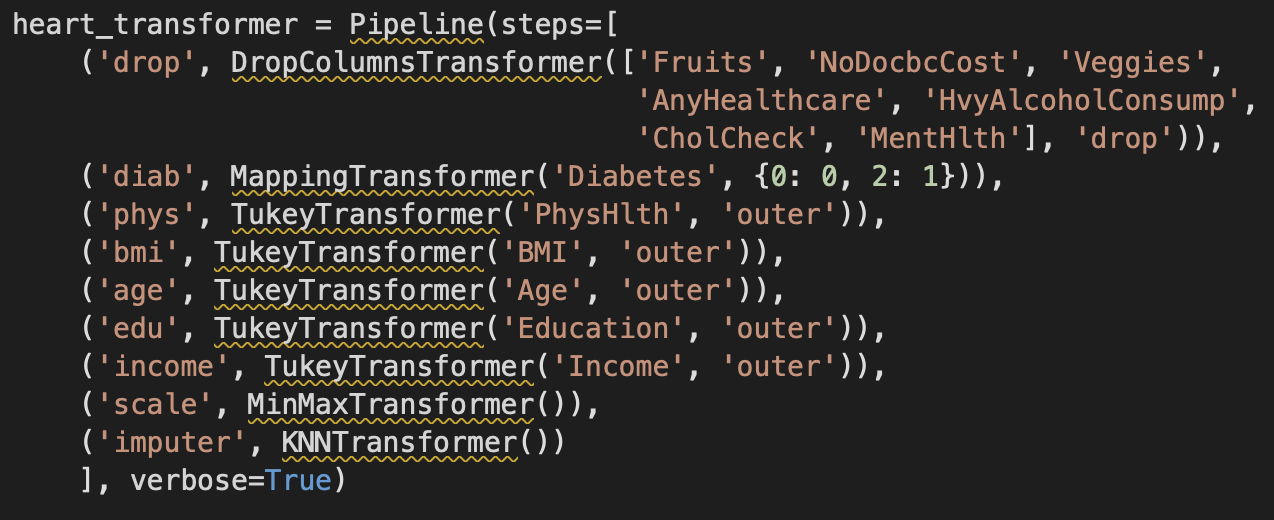 heart_transformer = Pipeline(steps=[
    ('drop', DropColumnsTransformer(['Fruits', 'NoDocbcCost', 'Veggies',
                                     'AnyHealthcare', 'HvyAlcoholConsump',
                                     'CholCheck', 'MentHlth'], 'drop')),
    ('diab', MappingTransformer('Diabetes', {0: 0, 2: 1})),
    ('phys', TukeyTransformer('PhysHlth', 'outer')),
    ('bmi', TukeyTransformer('BMI', 'outer')),
    ('age', TukeyTransformer('Age', 'outer')),
    ('edu', TukeyTransformer('Education', 'outer')),
    ('income', TukeyTransformer('Income', 'outer')),
    ('scale', MinMaxTransformer()),
    ('imputer', KNNTransformer())
    ], verbose=True)